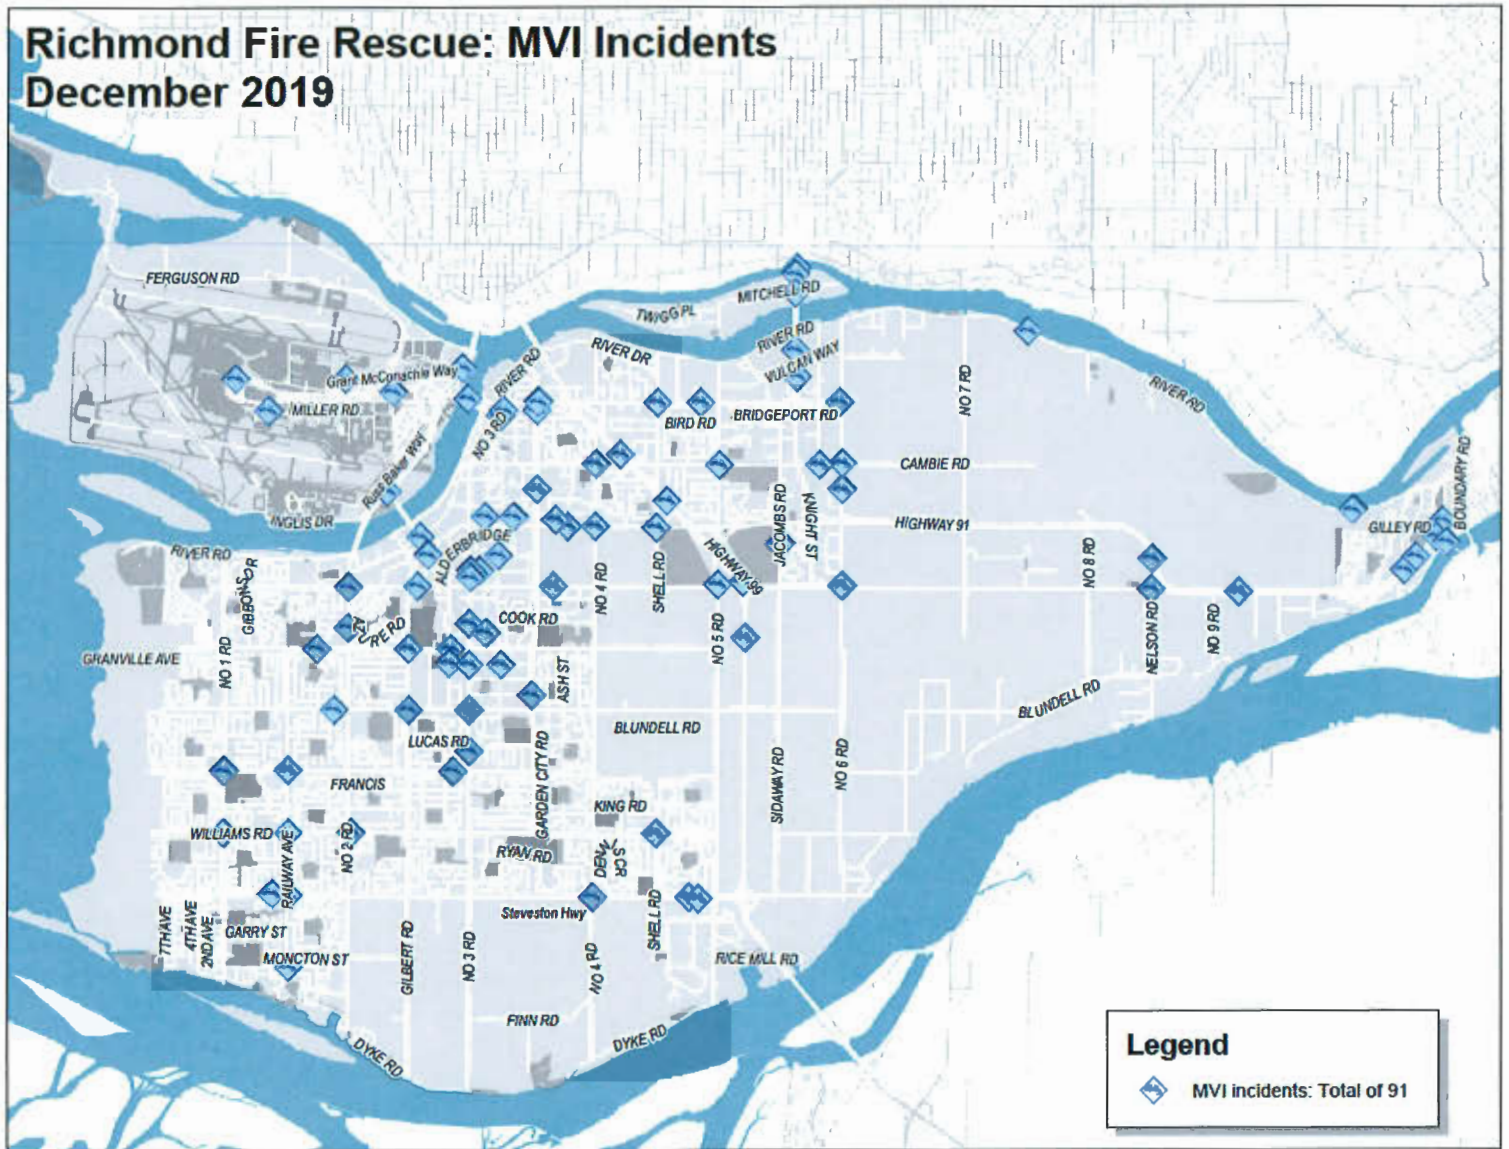 Richmond Fire Rescue: MVI Incidents
December 2019
FERGUSON RD
MITCHELL RD
TWIGG PL
RIVER RD
VULCAN WAY
RIVER DR
RIVER RD
Grant McConachie Way
MILLER RD
NO 3 RD
BIRD RD
BRIDGEPORT RD
NO 7 RD
RIVER RD
Russ Baker Way
CAMBIE RD
BOUNDARY RD
INGLIS DR
ALDERBRIDGE
JACOBS RD
KNIGHT ST
HIGHWAY 91
GILLEY RD
RIVER RD
GIBBONS DR
HIGHWAY 99
NO 4 RD
SHELL RD
NO 8 RD
COOK RD
AZURE RD
NO 1 RD
GRANVILLE AVE
ASH ST
NO 5 RD
NELSON RD
NO 9 RD
BLUNDELL RD
BLUNDELL RD
LUCAS RD
FRANCIS
GARDEN CITY RD
SIDAWAY RD
NO 6 RD
KING RD
WILLIAMS RD
RAILWAY AVE
NO 2 RD
RYAN RD
DENNIS CR
7TH AVE
4TH AVE
2ND AVE
GARRY ST
Steveston Hwy
SHELL RD
MONCTON ST
GILBERT RD
NO 3 RD
NO 4 RD
RICE MILL RD
FINN RD
DYKE RD
DYKE RD
Legend
MVI incidents: Total of 91